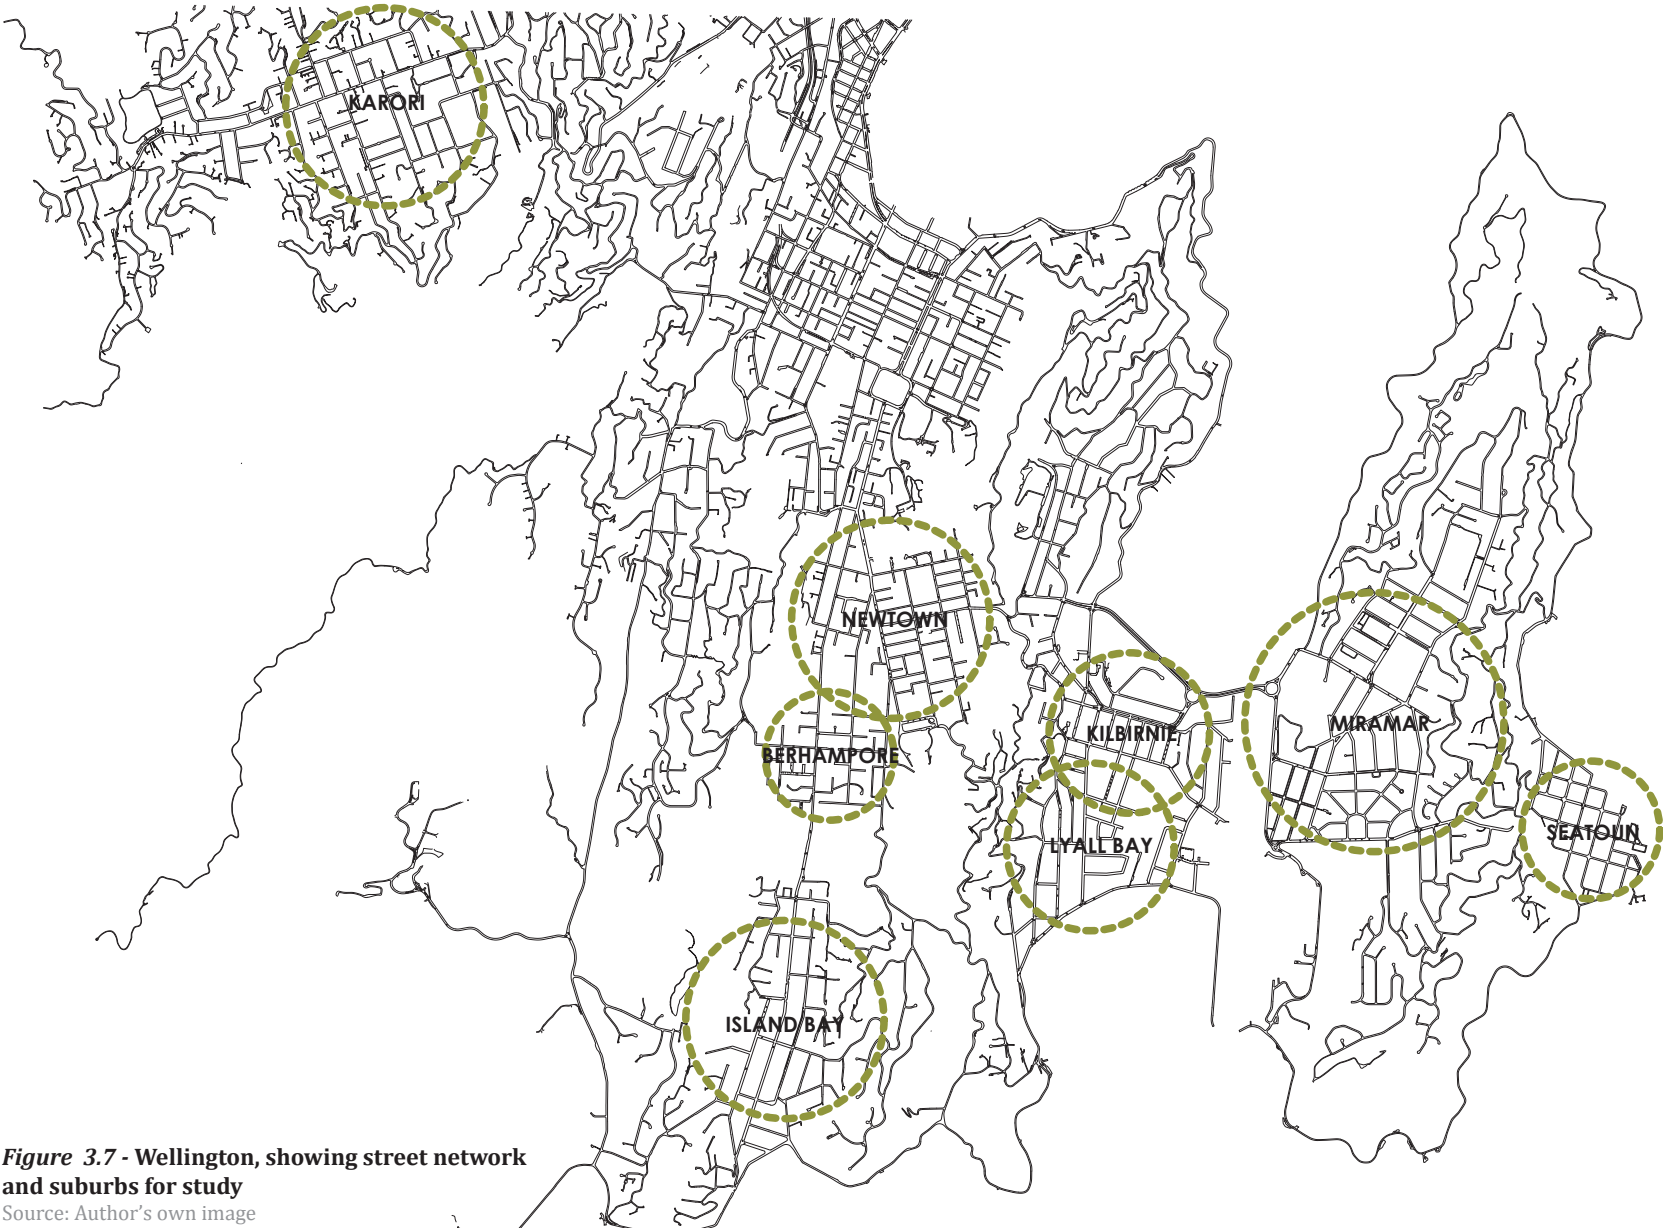 KARORI
NEWTOWN
KILBIRNIE
MIRAMAR
BERHAMPORE
SEATOUN
LYALL BAY
ISLAND BAY
Figure 3.7 - Wellington, showing street network
and suburbs for study
Source: Author's own image